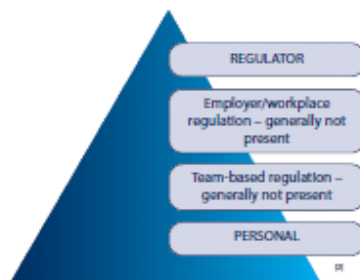 REGULATOR
Employer/workplace
regulation – generally not
present
Team-based regulation –
generally not present
PERSONAL